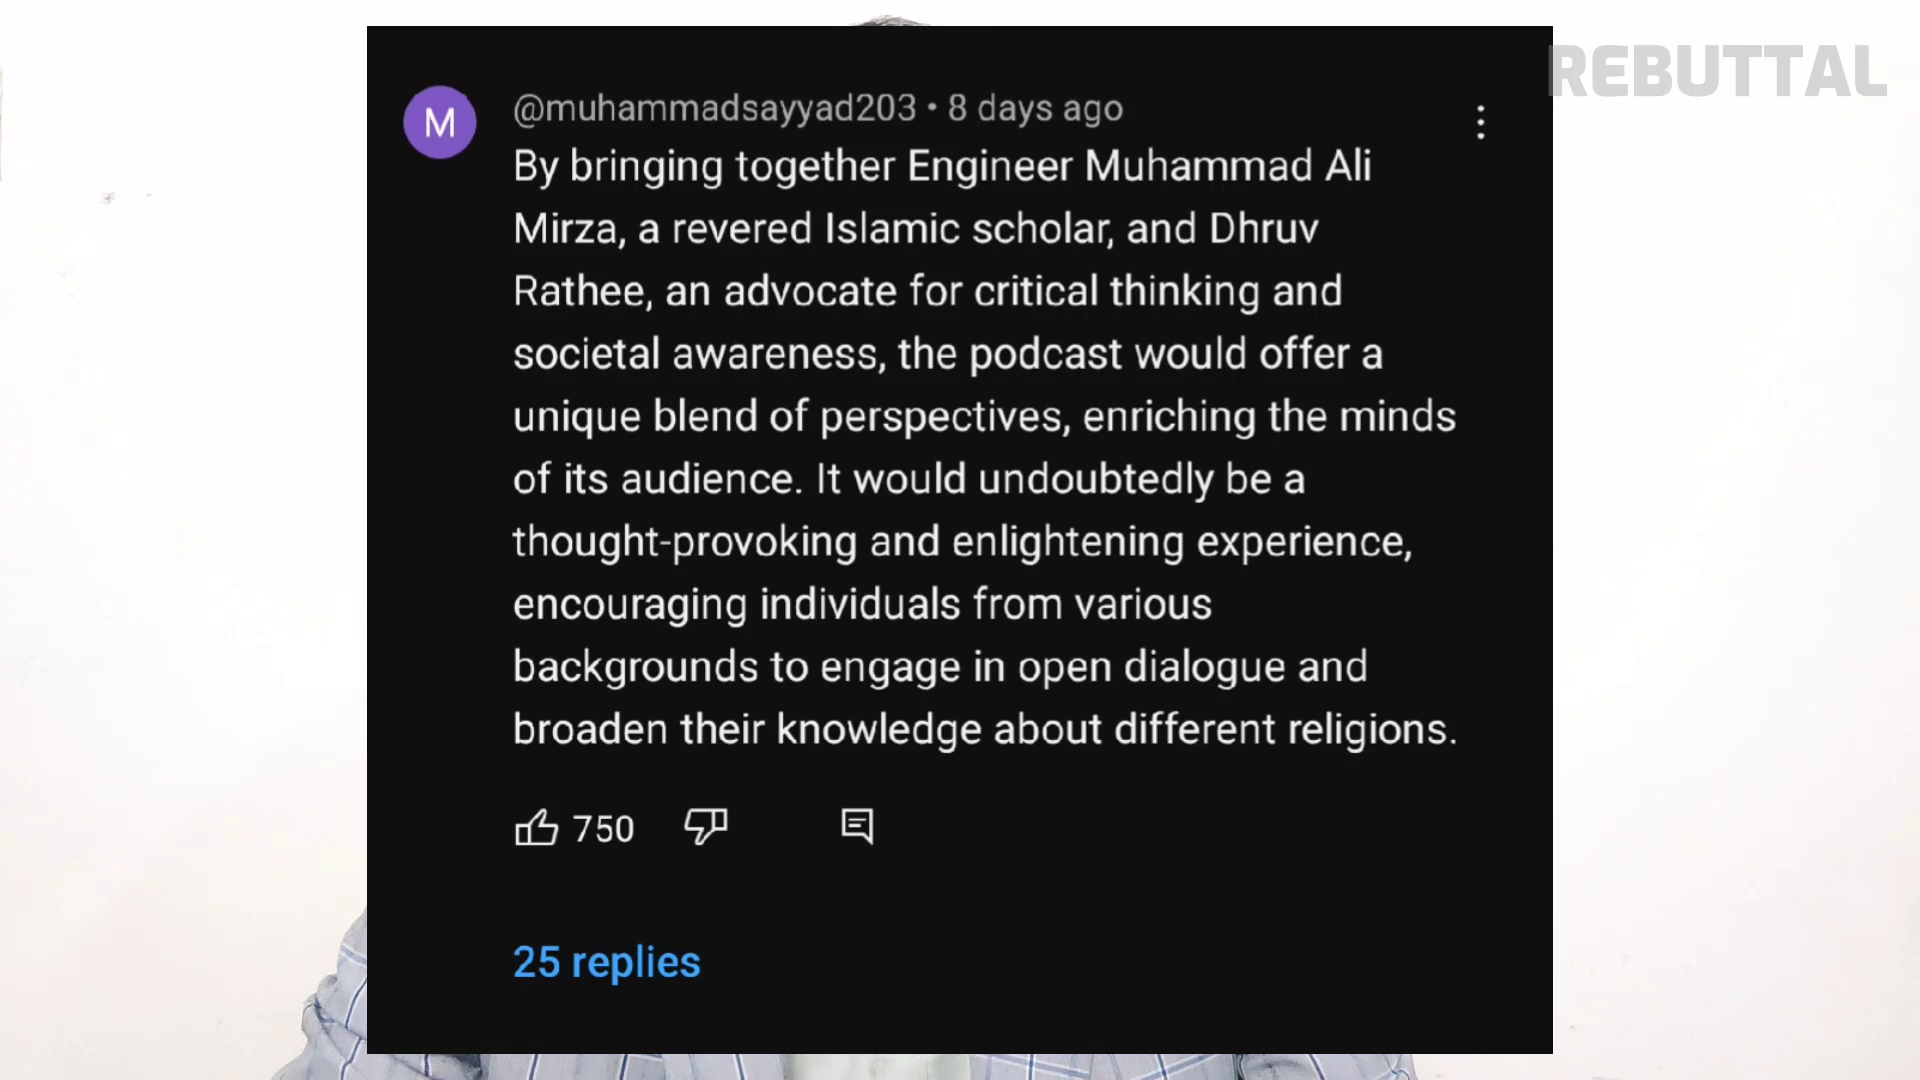 REBUTTAL
M
@muhammadsayyad203 • 8 days ago
By bringing together Engineer Muhammad Ali
Mirza, a revered Islamic scholar, and Dhruv
Rathee, an advocate for critical thinking and
societal awareness, the podcast would offer a
unique blend of perspectives, enriching the minds
of its audience. It would undoubtedly be a
thought-provoking and enlightening experience,
encouraging individuals from various
backgrounds to engage in open dialogue and
broaden their knowledge about different religions.
750
25 replies